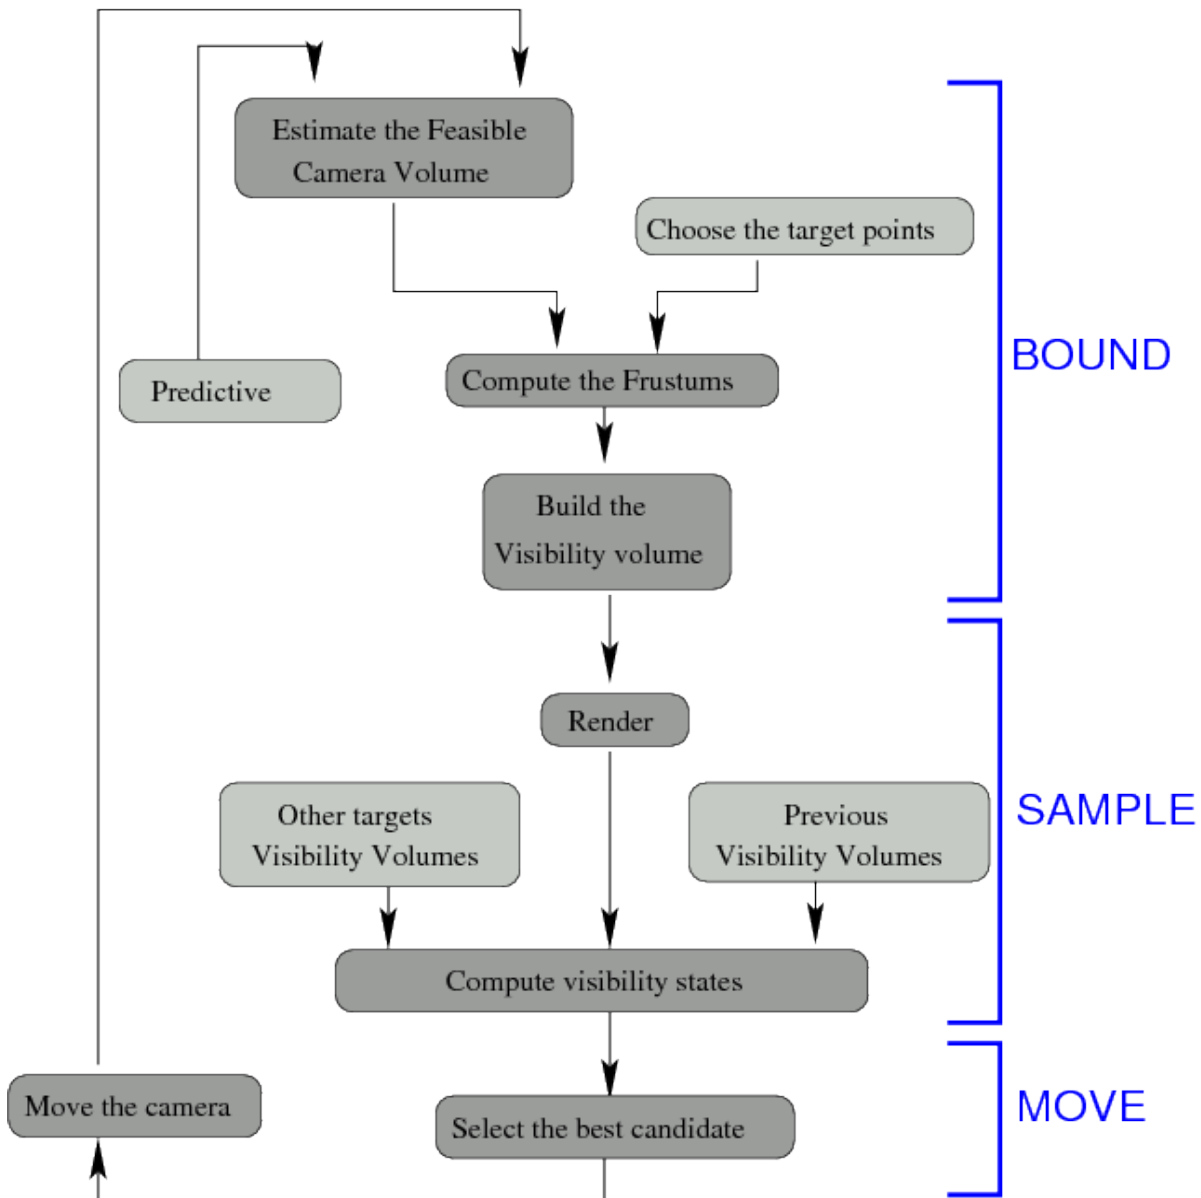 Estimate the Feasible
Camera Volume
Choose the target points
BOUND
Predictive
Compute the Frustums
Build the
Visibility volume
Render
Other targets
Visibility Volumes
Previous
Visibility Volumes
SAMPLE
Compute visibility states
Move the camera
Select the best candidate
MOVE